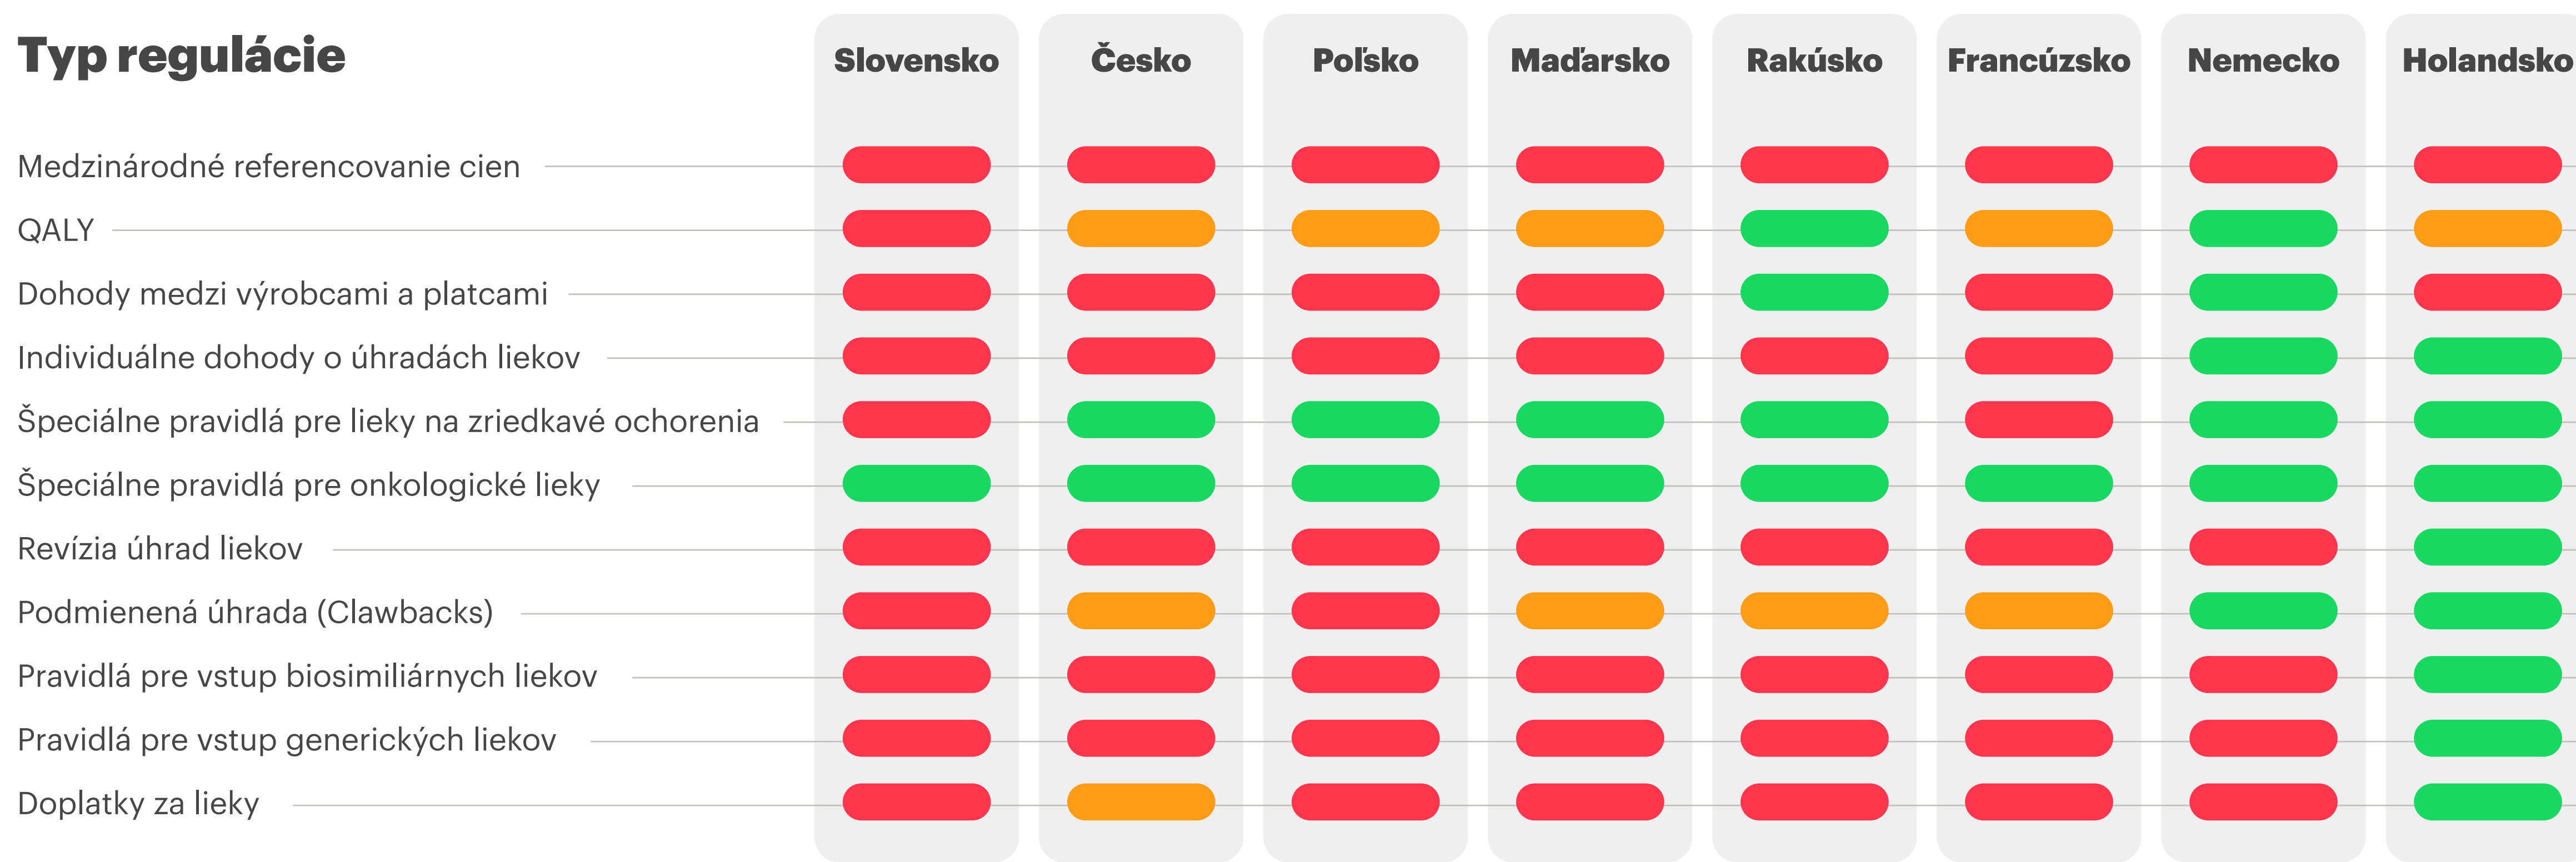 Typ regulácie Slovensko Česko Poľsko Maďarsko Rakúsko Francúzsko Nemecko Holandsko
Medzinárodné referencovanie cien
QALY
Dohody medzi výrobcami a platcami
Individuálne dohody o úhradách liekov
Špeciálne pravidlá pre lieky na zriedkavé ochorenia
Špeciálne pravidlá pre onkologické lieky
Revízia úhrad liekov
Podmienená úhrada (Clawbacks)
Pravidlá pre vstup biosimiliárnych liekov
Pravidlá pre vstup generických liekov
Doplatky za lieky